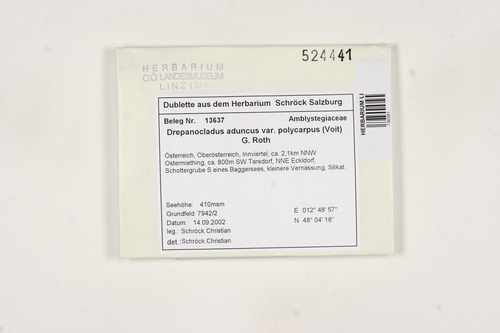 524441
HERBARIUM
O.Ö. LANDESMUSEUM
LINZ
Dublette aus dem Herbarium Schröck Salzburg
Beleg Nr. 13637 Amblystegiaceae
Drepanocladus aduncus var. polycarpus (Voit)
G. Roth
Österreich, Oberösterreich, Innviertel, ca. 2,1km NNW
Ostermiething, ca. 800m SW Tarsdorf, NNE Eckldorf,
Schottergrube S eines Baggersees, kleinere Vernässung, Silikat.
Seehöhe: 410msm E 012° 48' 57"
Grundfeld: 7942/2
Datum: 14.09.2002 N 48° 04' 18"
leg.: Schröck Christian
det.: Schröck Christian
HERBARIUM LI